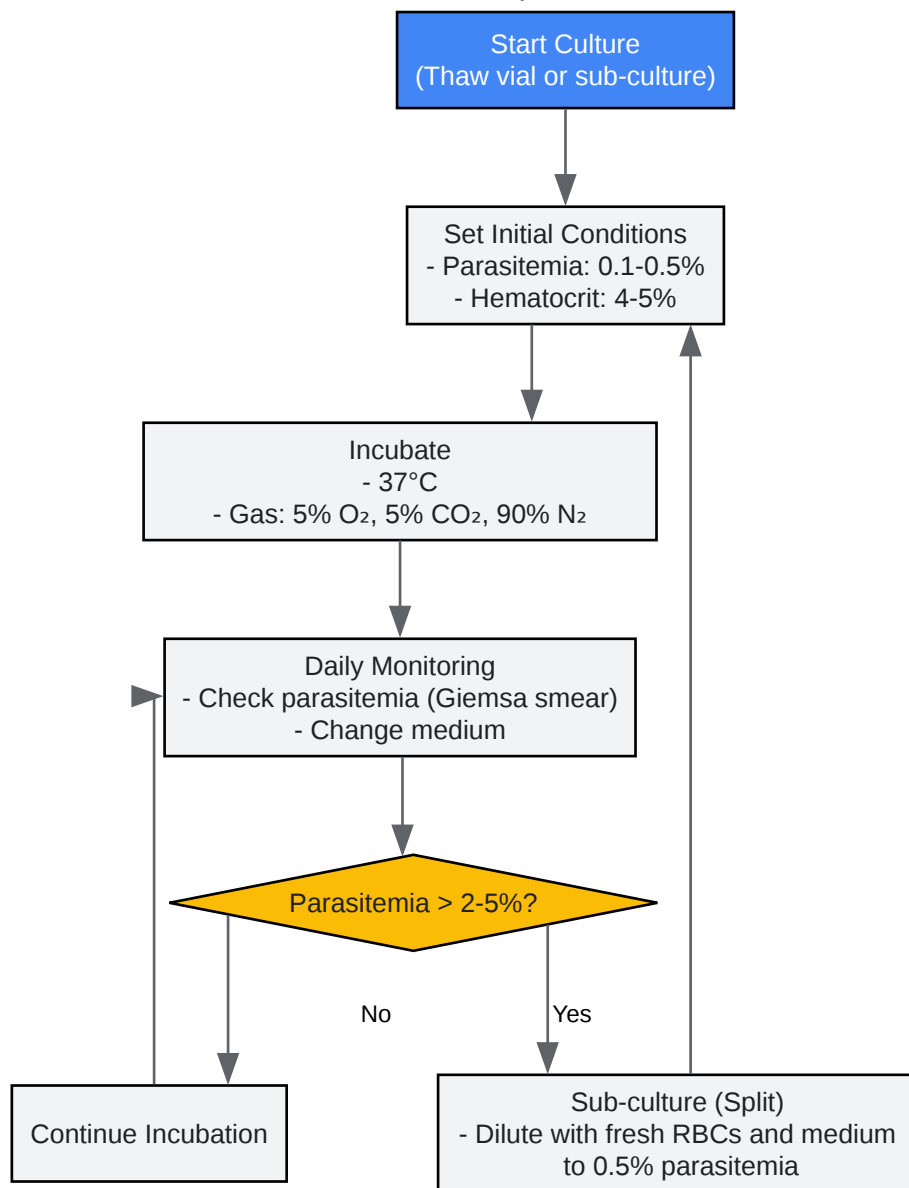 Start Culture
(Thaw vial or sub-culture)
Set Initial Conditions
- Parasitemia: 0.1-0.5%
- Hematocrit: 4-5%
Incubate
- 37°C
- Gas: 5% O₂, 5% CO₂, 90% N₂
Daily Monitoring
- Check parasitemia (Giemsa smear)
- Change medium
Parasitemia > 2-5%?
No
Yes
Continue Incubation
Sub-culture (Split)
- Dilute with fresh RBCs and medium
to 0.5% parasitemia